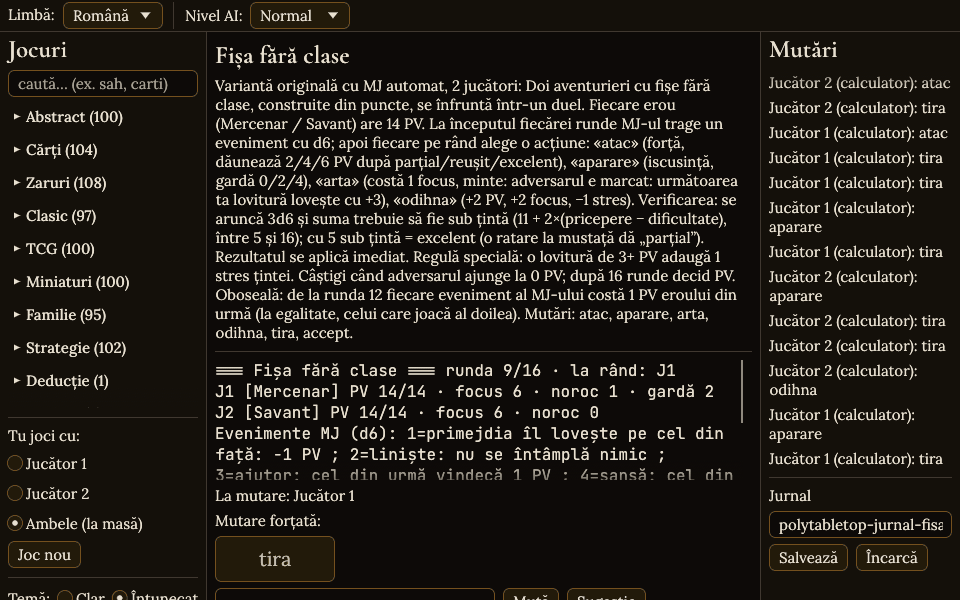 Limbă: Română ▼ Nivel AI: Normal ▼
Jocuri
caută... (ex. sah, carti)
▸ Abstract (100)
▸ Cărți (104)
▸ Zaruri (108)
▸ Clasic (97)
▸ TCG (100)
▸ Miniaturi (100)
▸ Familie (95)
▸ Strategie (102)
▸ Deducție (1)
Tu joci cu:
Jucător 1
Jucător 2
Ambele (la masă)
Joc nou
Temă: Clar Întunecat
Fișa fără clase
Variantă originală cu MJ automat, 2 jucători: Doi aventurieri cu fișe fără
clase, construite din puncte, se înfruntă într-un duel. Fiecare erou
(Mercenar / Savant) are 14 PV. La începutul fiecărei runde MJ-ul trage un
eveniment cu d6; apoi fiecare pe rând alege o acțiune: «atac» (forță,
dăunează 2/4/6 PV după parțial/reușit/excelent), «aparare» (iscusință,
gardă 0/2/4), «arta» (costă 1 focus, minte: adversarul e marcat: următoarea
ta lovitură lovește cu +3), «odihna» (+2 PV, +2 focus, −1 stres). Verificarea: se
aruncă 3d6 și suma trebuie să fie sub țintă (11 + 2×(pricepere − dificultate),
între 5 și 16); cu 5 sub țintă = excelent (o ratare la mustață dă „parțial”).
Rezultatul se aplică imediat. Regulă specială: o lovitură de 3+ PV adaugă 1
stres țintei. Câștigi când adversarul ajunge la 0 PV; după 16 runde decid PV.
Oboseală: de la runda 12 fiecare eveniment al MJ-ului costă 1 PV eroului din
urmă (la egalitate, celui care joacă al doilea). Mutări: atac, aparare, arta,
odihna, tira, accept.
═══ Fișa fără clase ═══ runda 9/16 · la rând: J1
J1 [Mercenar] PV 14/14 · focus 6 · noroc 1 · gardă 2
J2 [Savant] PV 14/14 · focus 6 · noroc 0
Evenimente MJ (d6): 1=primejdia îl lovește pe cel din
față: -1 PV ; 2=liniște: nu se întâmplă nimic ;
3=ajutor: cel din urmă vindecă 1 PV ; 4=șansă: cel din
La mutare: Jucător 1
Mutare forțată:
tira
Mută Sugestie
Mutări
Jucător 2 (calculator): atac
Jucător 2 (calculator): tira
Jucător 1 (calculator): atac
Jucător 1 (calculator): tira
Jucător 1 (calculator): tira
Jucător 1 (calculator):
aparare
Jucător 1 (calculator): tira
Jucător 2 (calculator):
aparare
Jucător 2 (calculator): tira
Jucător 2 (calculator): tira
Jucător 2 (calculator):
odihna
Jucător 1 (calculator):
aparare
Jucător 1 (calculator): tira
Jurnal
polytabletop-jurnal-fisa
Salvează Încarcă